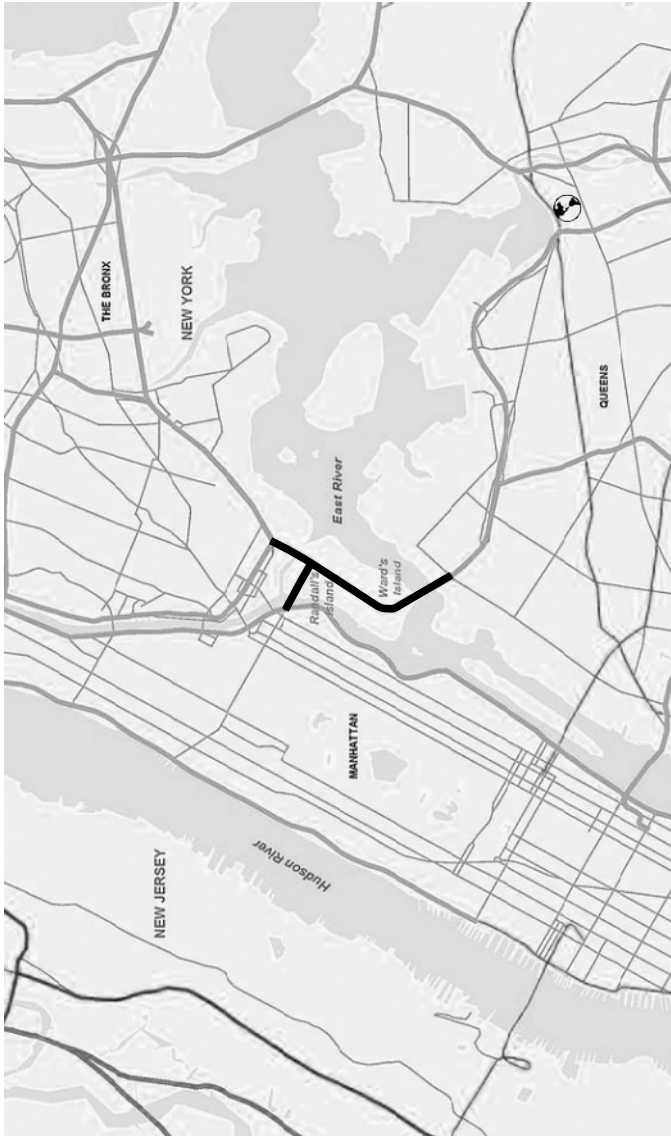 THE BRONX
NEW YORK
QUEENS
East River
Randall's
Island
Ward's
Island
MANHATTAN
Hudson River
NEW JERSEY